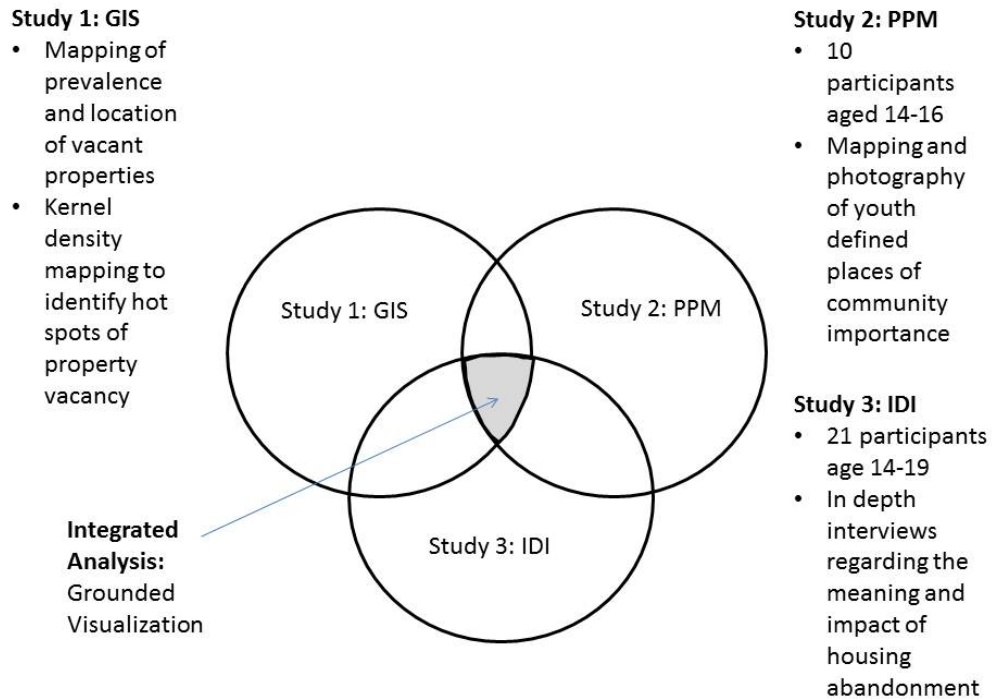 Study 1: GIS
• Mapping of
prevalence
and location
of vacant
properties
• Kernel
density
mapping to
identify hot
spots of
property
vacancy
Study 2: PPM
• 10
participants
aged 14-16
• Mapping and
photography
of youth
defined
places of
community
importance
Study 1: GIS
Study 2: PPM
Study 3: IDI
Study 3: IDI
• 21 participants
age 14-19
• In depth
interviews
regarding the
meaning and
impact of
housing
abandonment
Integrated
Analysis:
Grounded
Visualization